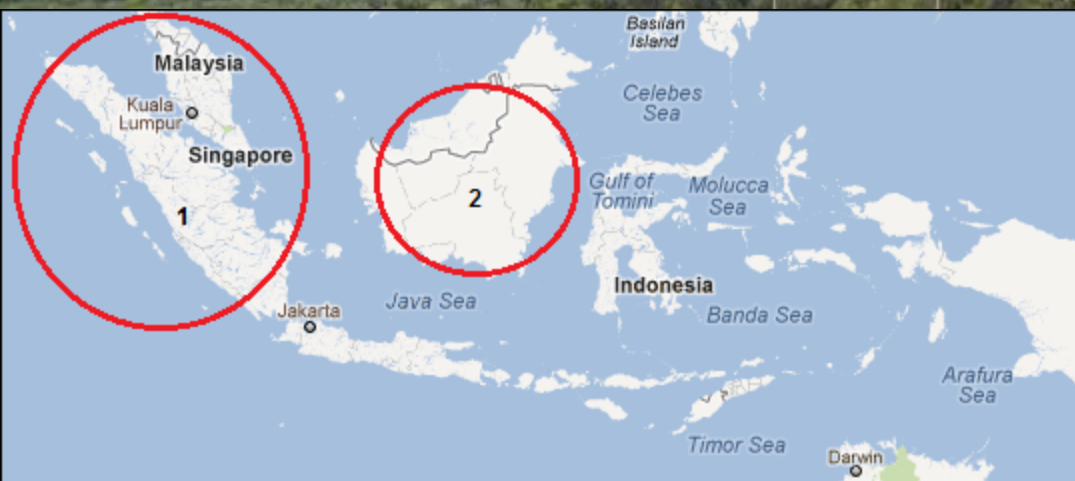 Basilan
Island
Malaysia
Celebes
Sea
Kuala
Lumpur
Singapore
Gulf of
Tomini
Molucca
Sea
1
2
Indonesia
Java Sea
Jakarta
Banda Sea
Arafura
Sea
Timor Sea
Darwin